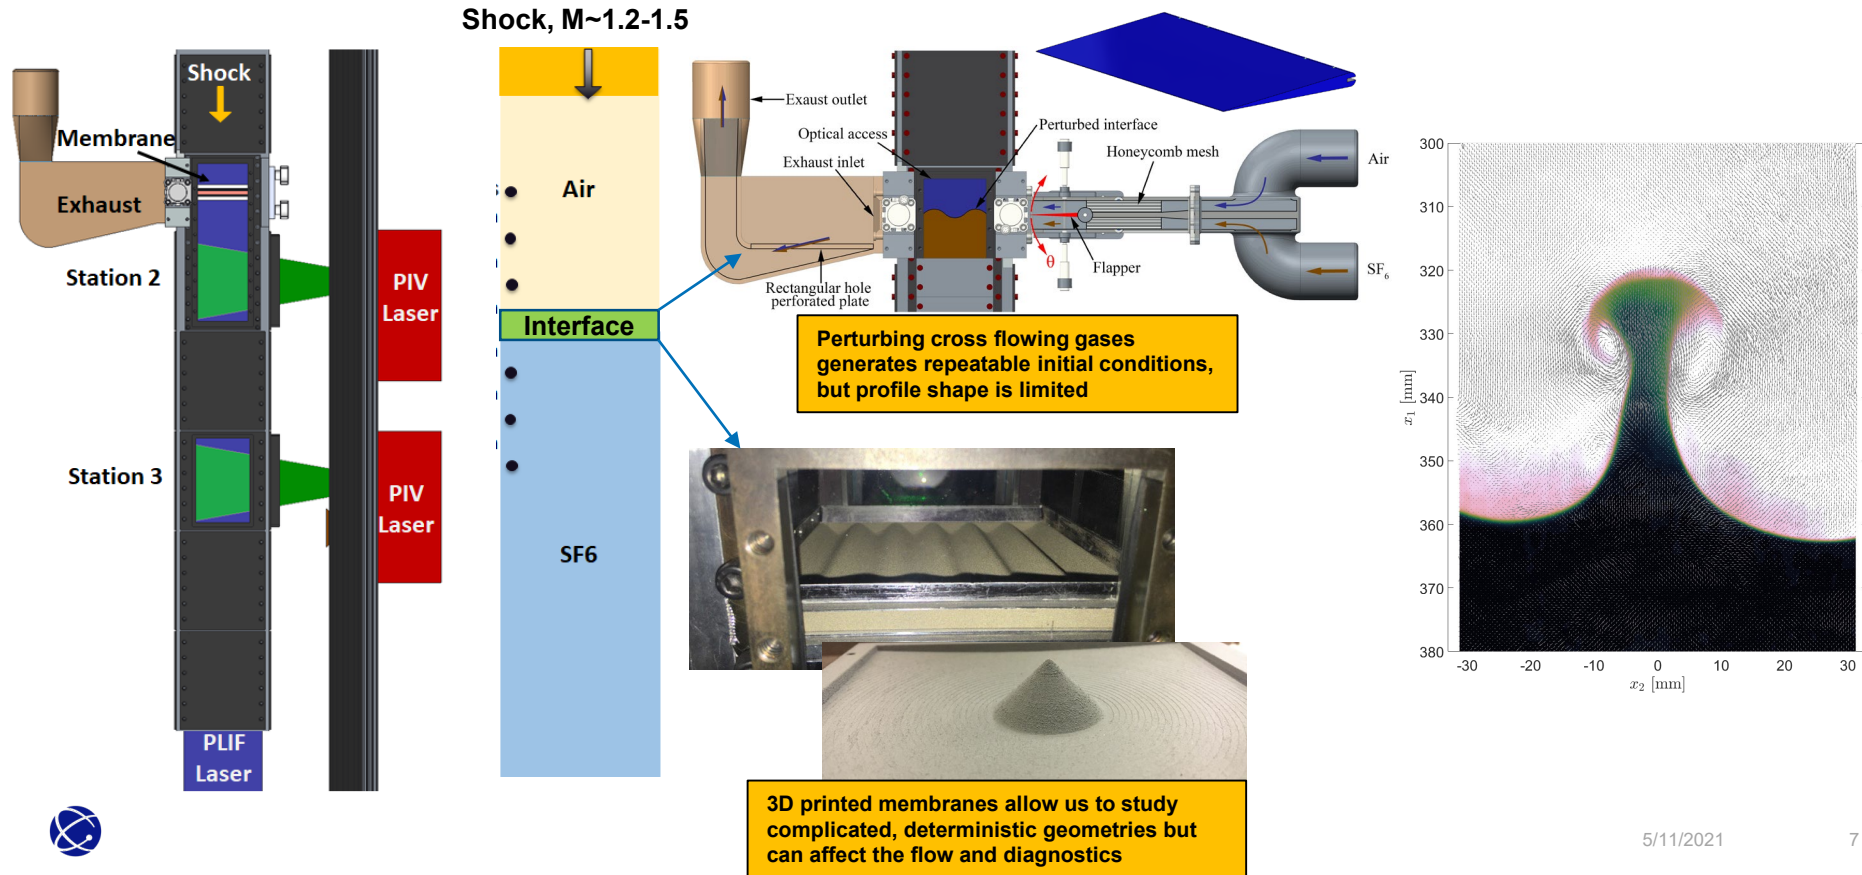 Shock, M~1.2-1.5
Shock
Membrane
Exhaust
Station 2
PIV
Laser
Station 3
PIV
Laser
PLIF
Laser
Air
Interface
SF6
Exaust outlet
Optical access
Exhaust inlet
Perturbed interface
Honeycomb mesh
Air
SF₆
θ
Flapper
Rectangular hole
perforated plate
Perturbing cross flowing gases
generates repeatable initial conditions,
but profile shape is limited
3D printed membranes allow us to study
complicated, deterministic geometries but
can affect the flow and diagnostics
300
310
320
330
340
350
360
370
380
x₁ [mm]
-30 -20 -10 0 10 20 30
x₂ [mm]
5/11/2021 7